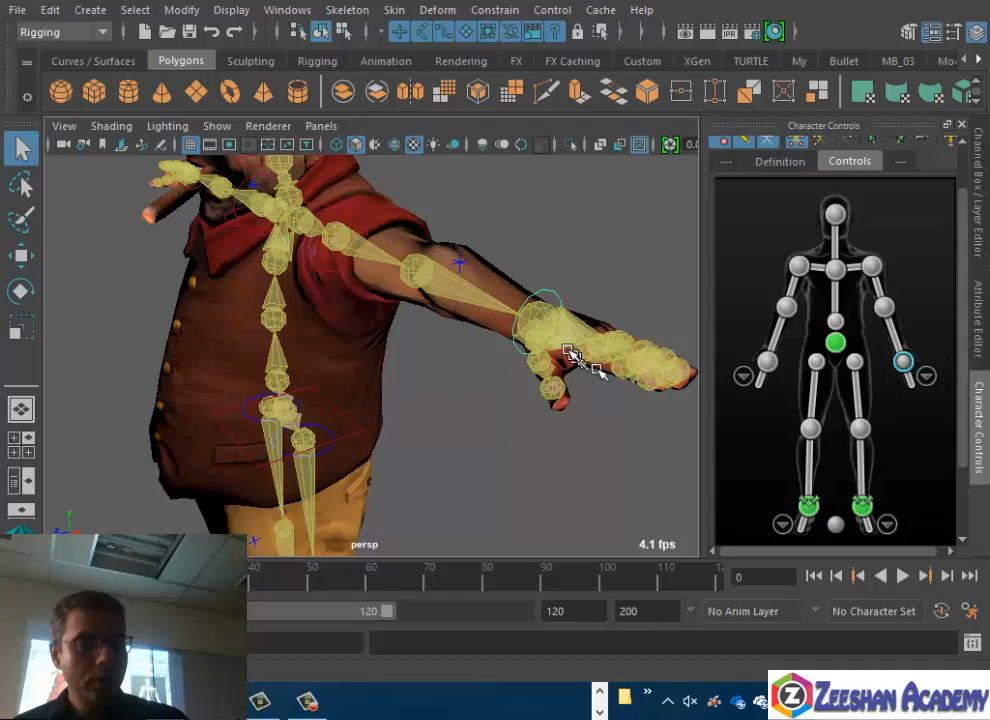 File Edit Create Select Modify Display Windows Skeleton Skin Deform Constrain Control Cache Help
Rigging
Curves / Surfaces Polygons Sculpting Rigging Animation Rendering FX FX Caching Custom XGen TURTLE My Bullet MB_03
View Shading Lighting Show Renderer Panels
Character Controls
Definition Controls
Channel Box / Layer Editor
Attribute Editor
Character Controls
persp
4.1 fps
40 50 60 70 80 90 100 110
0
120
120
200
No Anim Layer
No Character Set
ZEESHAN ACADEMY